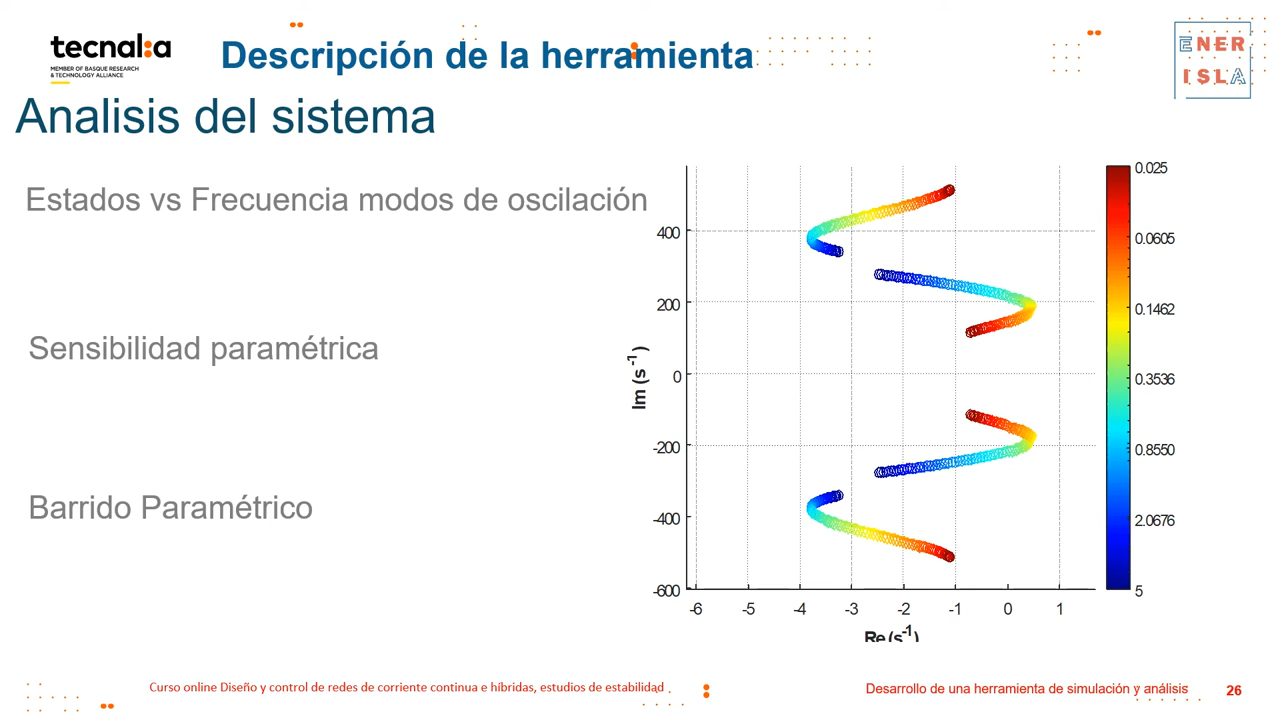 tecnal:a
MEMBER OF BASQUE RESEARCH
& TECHNOLOGY ALLIANCE
Descripción de la herramienta
ENER
ISLA
Analisis del sistema
Estados vs Frecuencia modos de oscilación
Sensibilidad paramétrica
Barrido Paramétrico
400
200
0
-200
-400
-600
Im (s⁻¹)
-6 -5 -4 -3 -2 -1 0 1
Re (s⁻¹)
0.025
0.0605
0.1462
0.3536
0.8550
2.0676
5
Curso online Diseño y control de redes de corriente continua e híbridas, estudios de estabilidad
Desarrollo de una herramienta de simulación y análisis
26